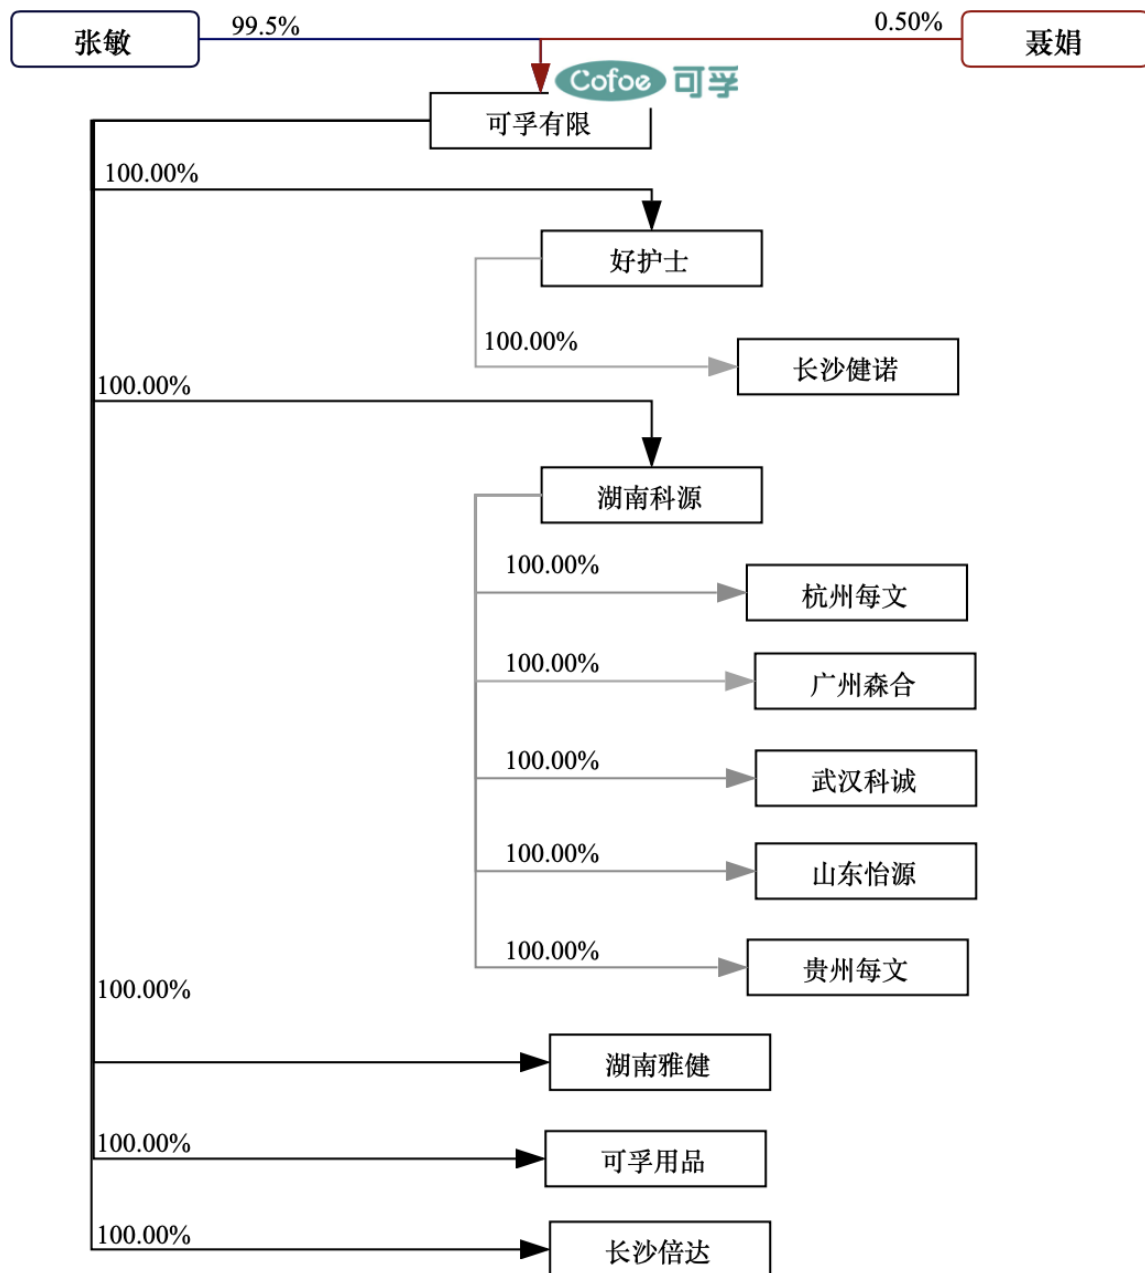 张敏
99.5%
0.50%
聂娟
Cofoe 可孚
可孚有限
100.00%
好护士
100.00%
长沙健诺
100.00%
湖南科源
100.00%
杭州每文
100.00%
广州森合
100.00%
武汉科诚
100.00%
山东怡源
100.00%
贵州每文
100.00%
湖南雅健
100.00%
可孚用品
100.00%
长沙倍达